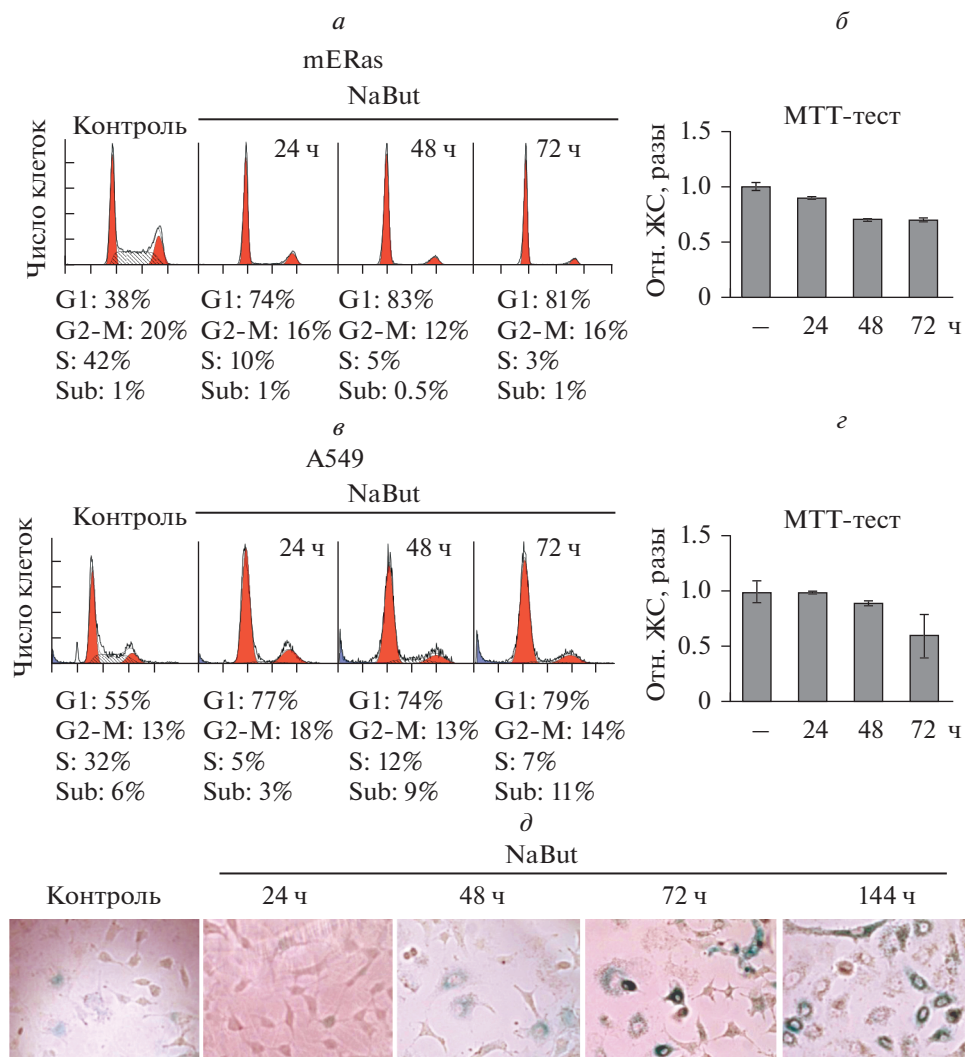 а
mERas
NaBut
Контроль
24 ч
48 ч
72 ч
Число клеток
G1: 38%
G2-M: 20%
S: 42%
Sub: 1%
G1: 74%
G2-M: 16%
S: 10%
Sub: 1%
G1: 83%
G2-M: 12%
S: 5%
Sub: 0.5%
G1: 81%
G2-M: 16%
S: 3%
Sub: 1%
б
МТТ-тест
Отн. ЖС, разы
1.5
1.0
0.5
0
–
24
48
72
ч
в
A549
NaBut
Контроль
24 ч
48 ч
72 ч
Число клеток
G1: 55%
G2-M: 13%
S: 32%
Sub: 6%
G1: 77%
G2-M: 18%
S: 5%
Sub: 3%
G1: 74%
G2-M: 13%
S: 12%
Sub: 9%
G1: 79%
G2-M: 14%
S: 7%
Sub: 11%
г
МТТ-тест
Отн. ЖС, разы
1.5
1.0
0.5
0
–
24
48
72
ч
д
NaBut
Контроль
24 ч
48 ч
72 ч
144 ч